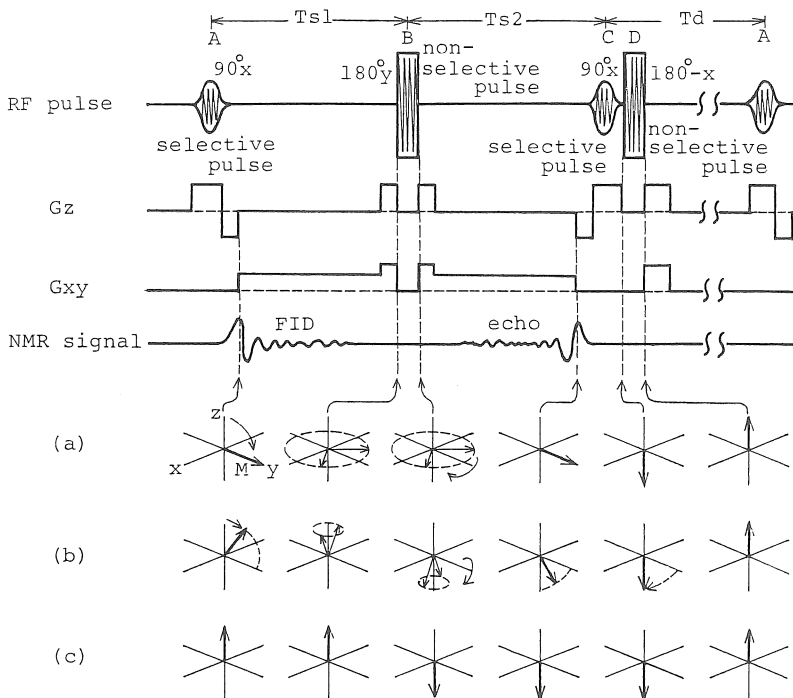 Ts1 Ts2 Td
A B C D A
90°x 180°y non-selective pulse 90°x 180°-x
RF pulse
selective pulse selective pulse non-selective pulse
Gz
Gxy
FID echo
NMR signal
z
(a)
x M y
(b)
(c)